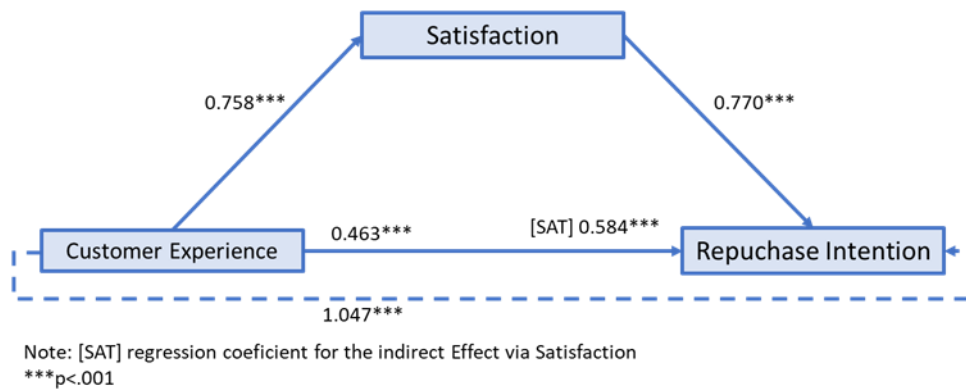 Satisfaction
0.758***
0.770***
0.463***
[SAT] 0.584***
Customer Experience
Repuchase Intention
1.047***
Note: [SAT] regression coeficient for the indirect Effect via Satisfaction
***p<.001